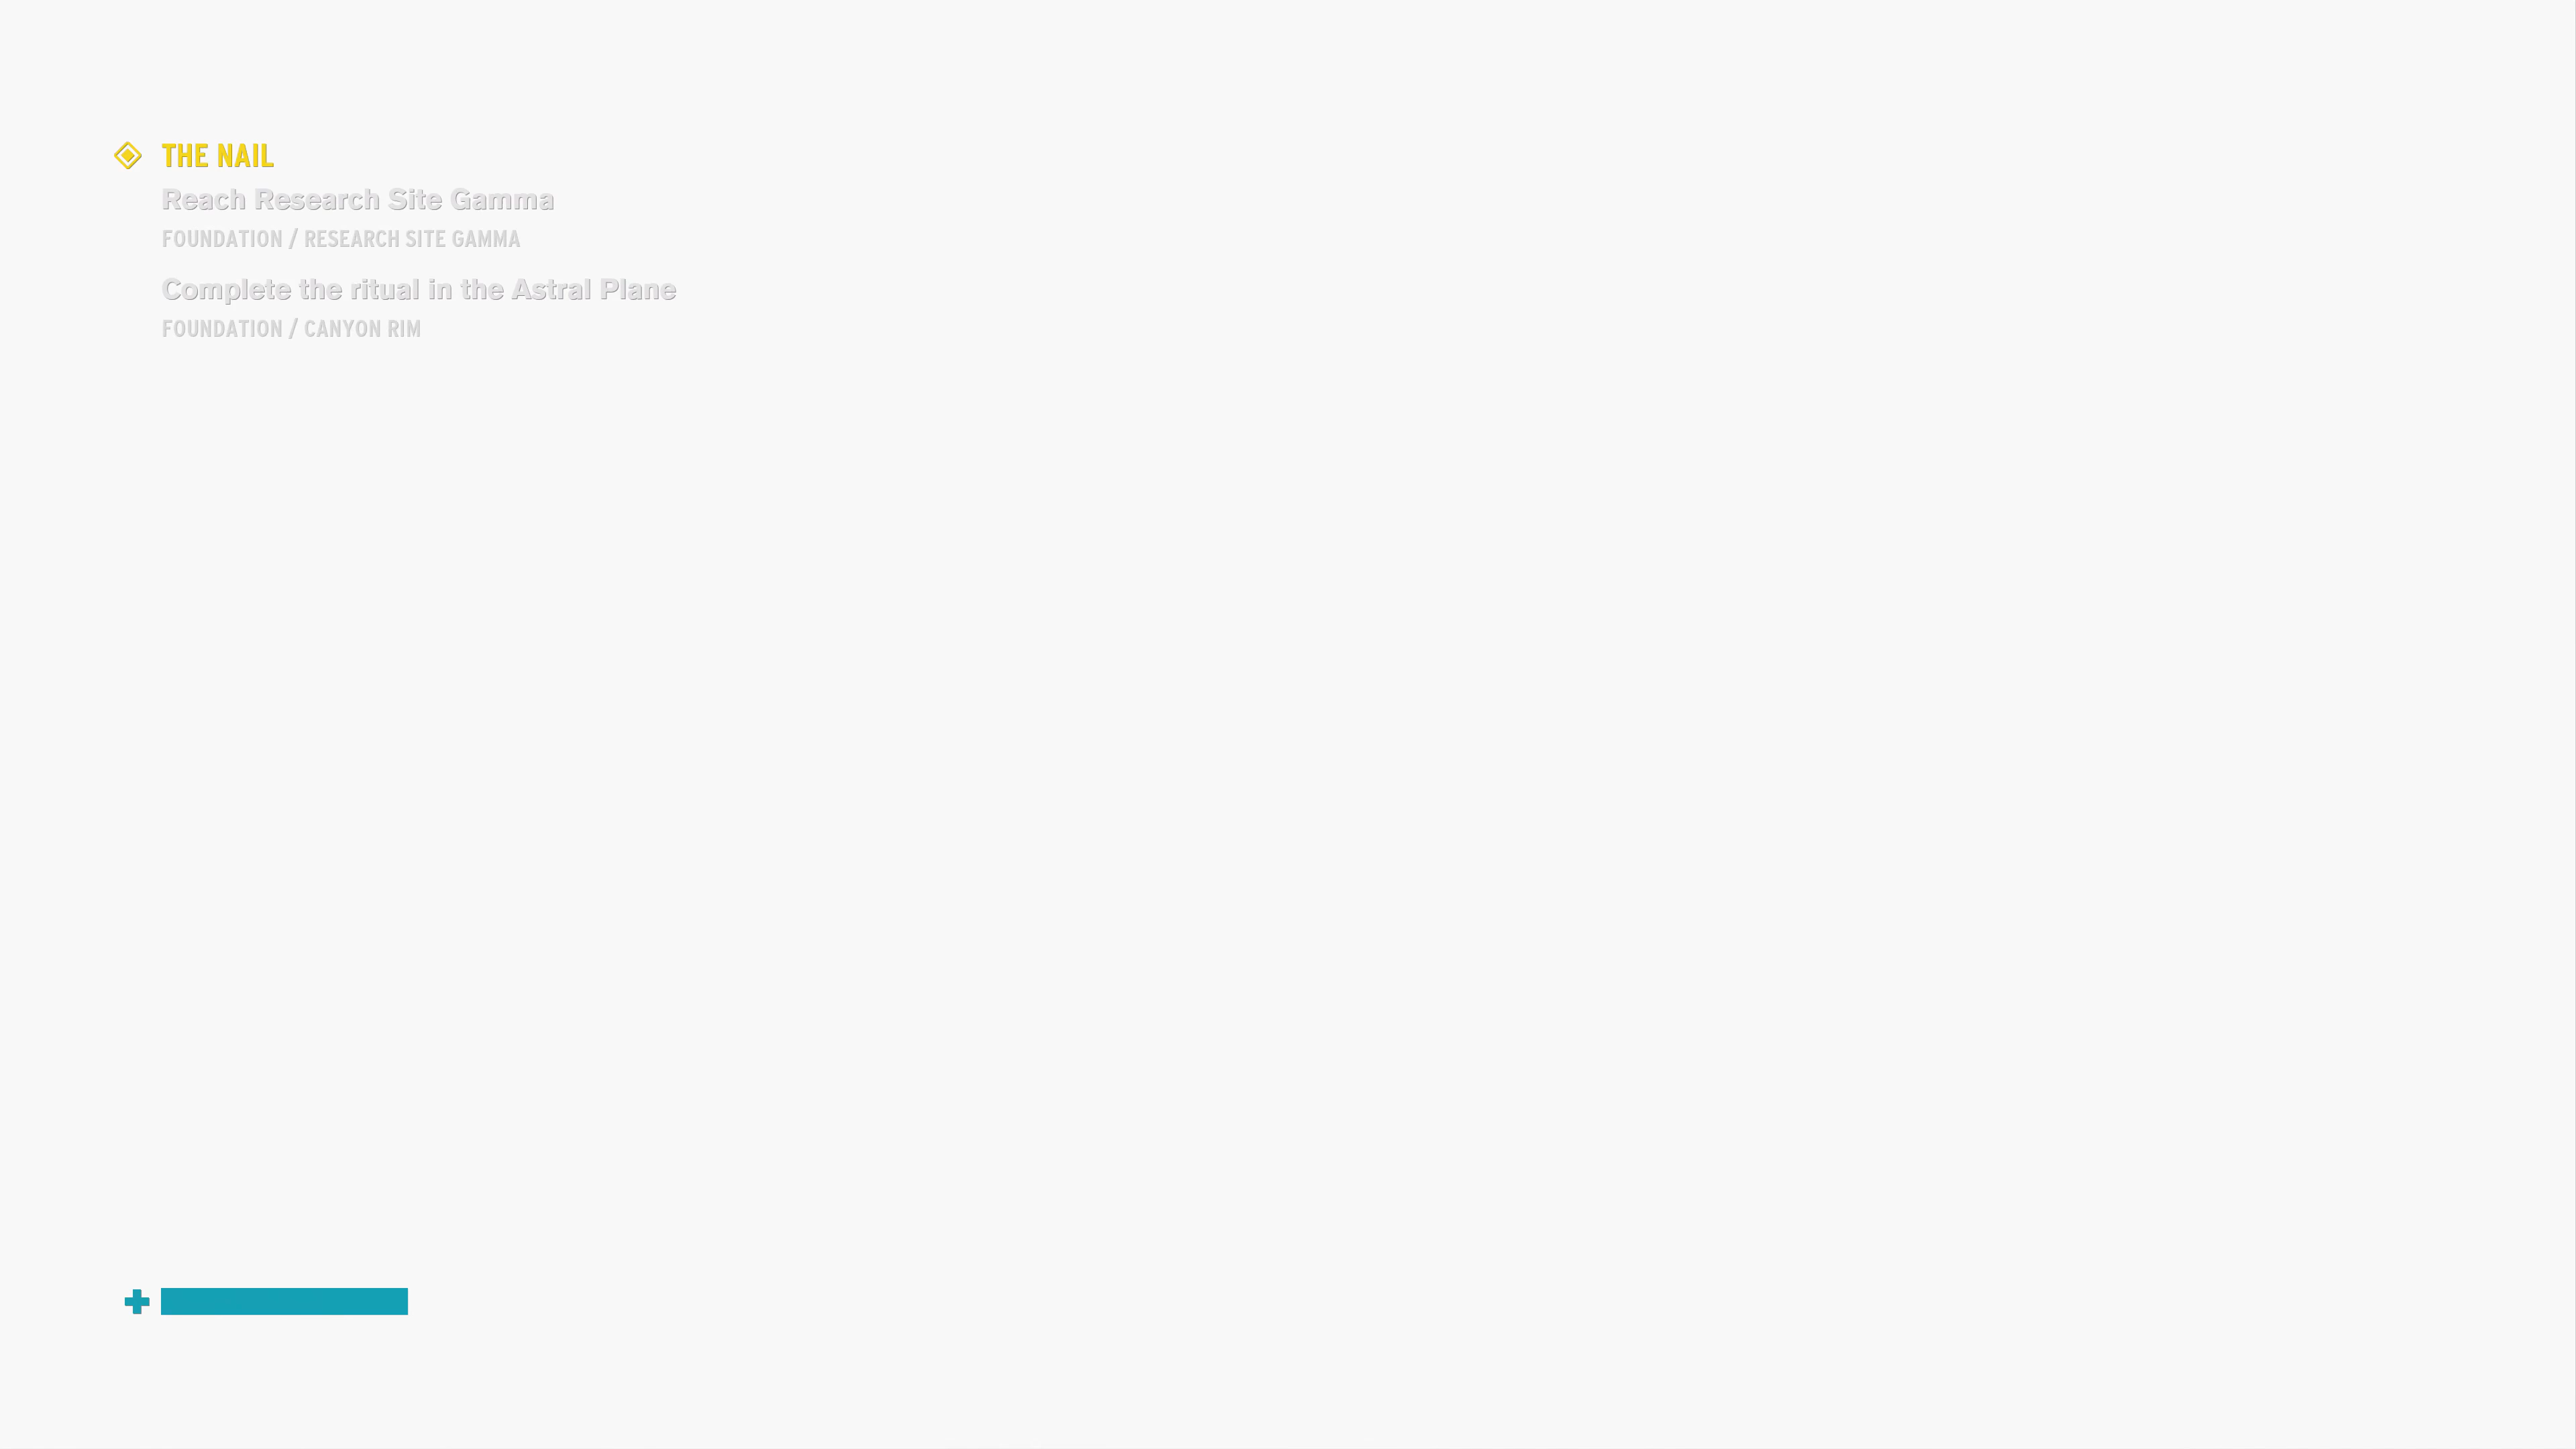 THE NAIL
Reach Research Site Gamma
FOUNDATION / RESEARCH SITE GAMMA
Complete the ritual in the Astral Plane
FOUNDATION / CANYON RIM